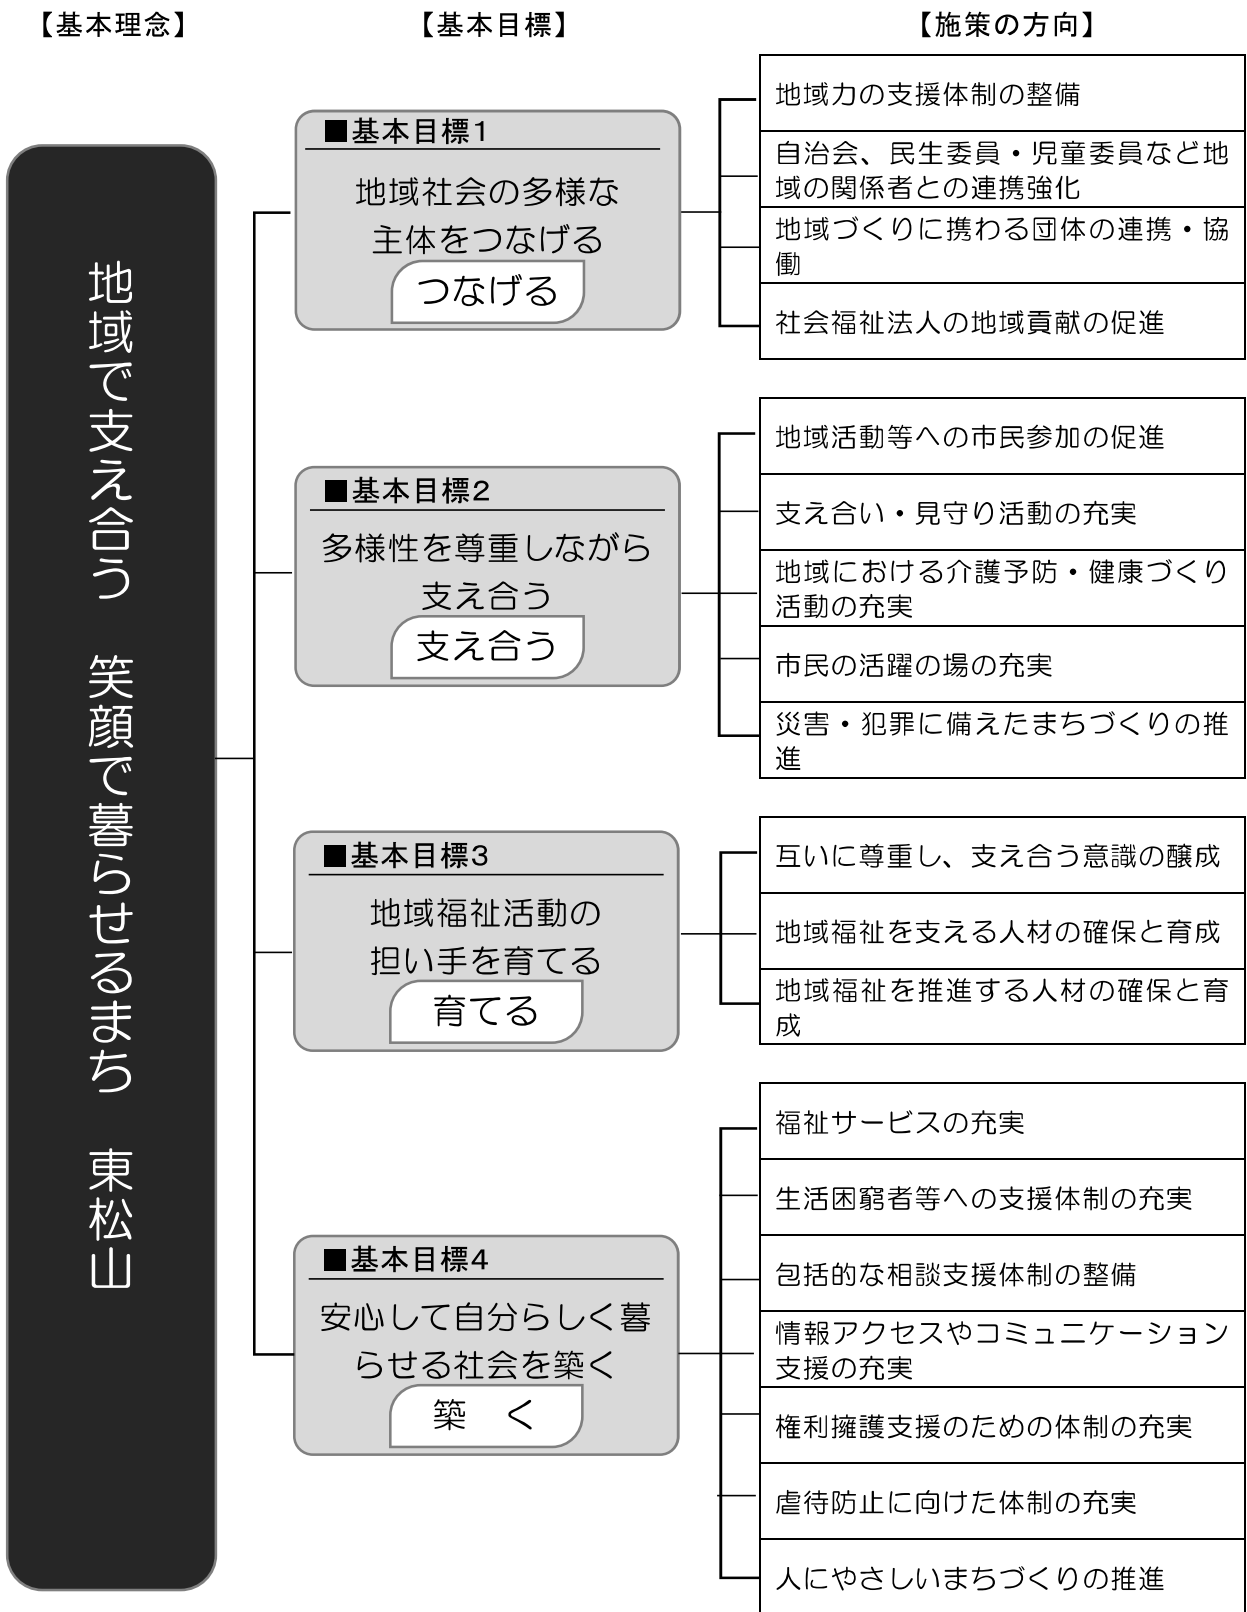 【基本理念】
【基本目標】
【施策の方向】
地域で支え合う　笑顔で暮らせるまち　東松山
■基本目標1
地域社会の多様な
主体をつなげる
つなげる
地域力の支援体制の整備
自治会、民生委員・児童委員など地
域の関係者との連携強化
地域づくりに携わる団体の連携・協
働
社会福祉法人の地域貢献の促進
■基本目標2
多様性を尊重しながら
支え合う
支え合う
地域活動等への市民参加の促進
支え合い・見守り活動の充実
地域における介護予防・健康づくり
活動の充実
市民の活躍の場の充実
災害・犯罪に備えたまちづくりの推
進
■基本目標3
地域福祉活動の
担い手を育てる
育てる
互いに尊重し、支え合う意識の醸成
地域福祉を支える人材の確保と育成
地域福祉を推進する人材の確保と育
成
■基本目標4
安心して自分らしく暮
らせる社会を築く
築　く
福祉サービスの充実
生活困窮者等への支援体制の充実
包括的な相談支援体制の整備
情報アクセスやコミュニケーション
支援の充実
権利擁護支援のための体制の充実
虐待防止に向けた体制の充実
人にやさしいまちづくりの推進